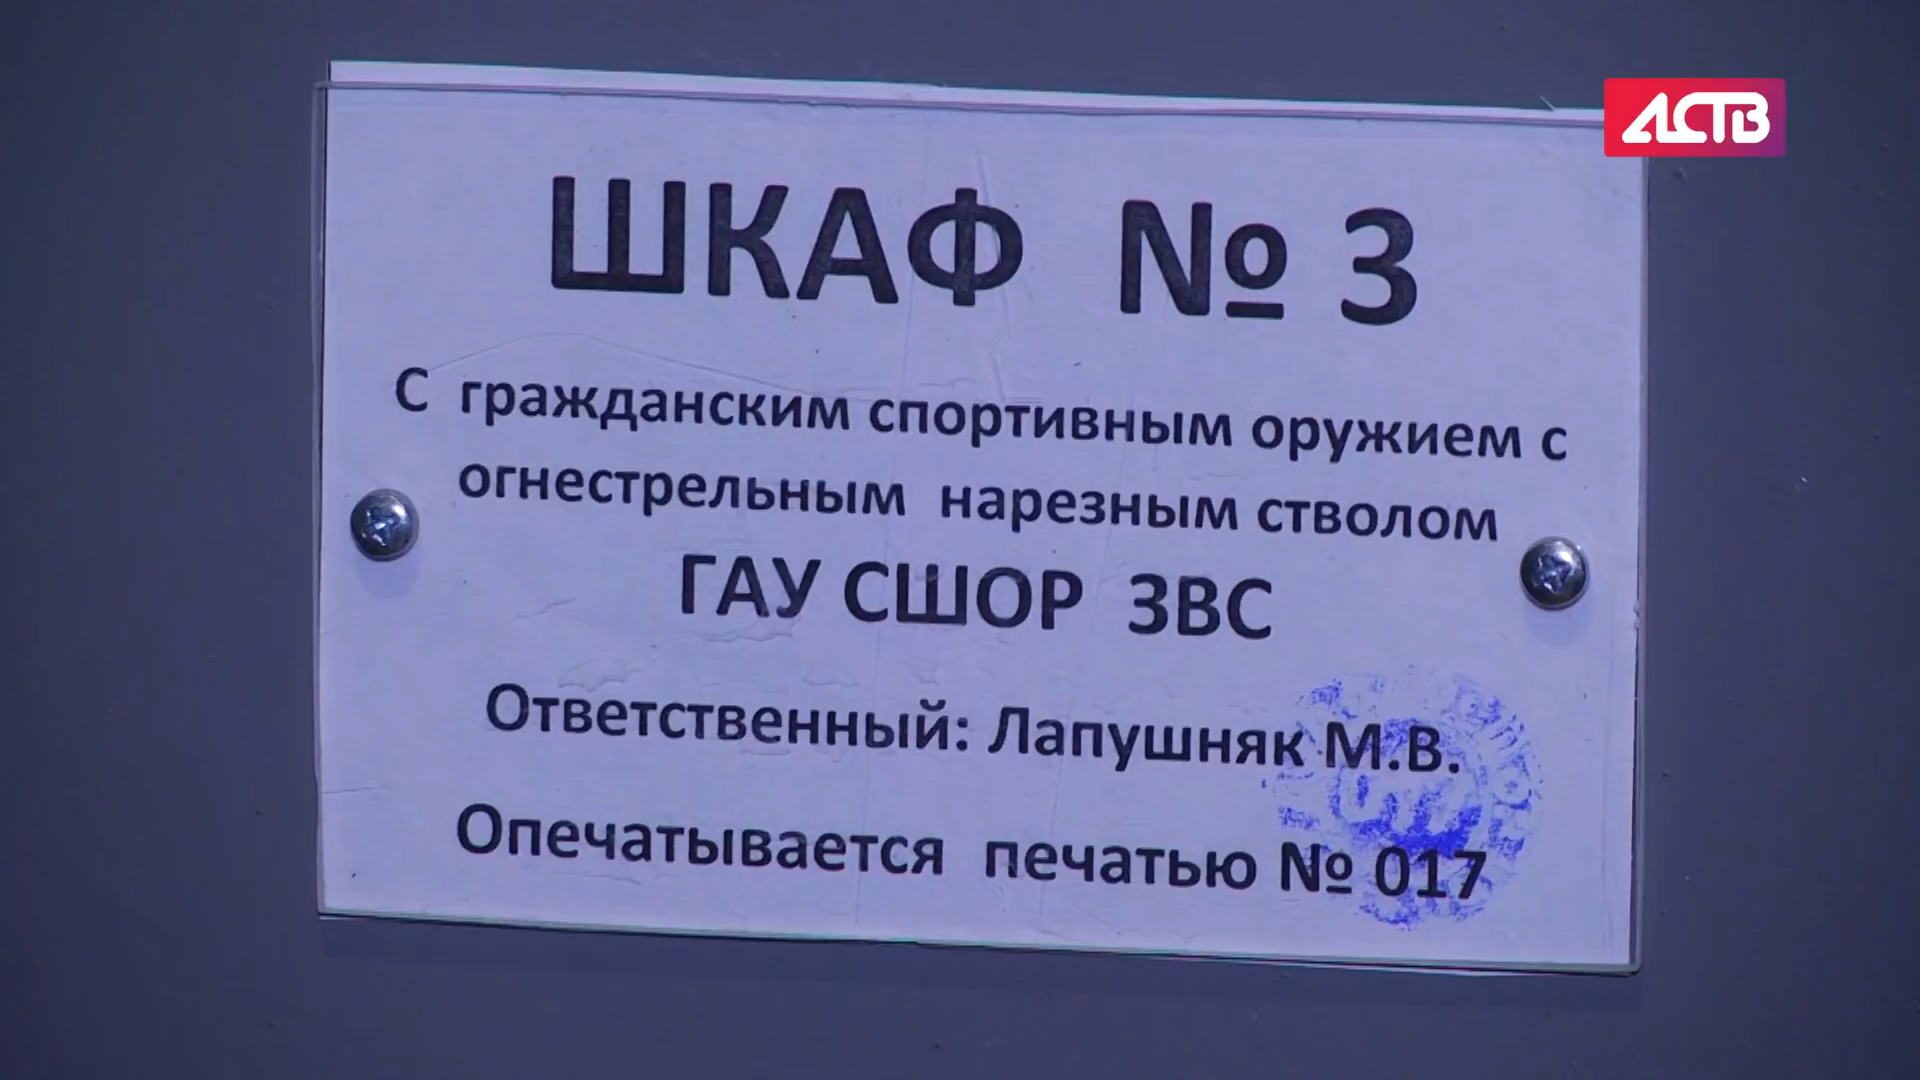 АСТВ
ШКАФ № 3
С гражданским спортивным оружием с
огнестрельным нарезным стволом
ГАУ СШОР ЗВС
Ответственный: Лапушняк М.В.
Опечатывается печатью № 017